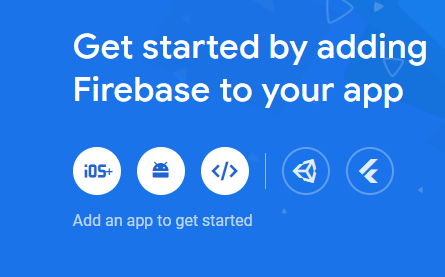 Get started by adding
Firebase to your app
iOS+
</>
Add an app to get started